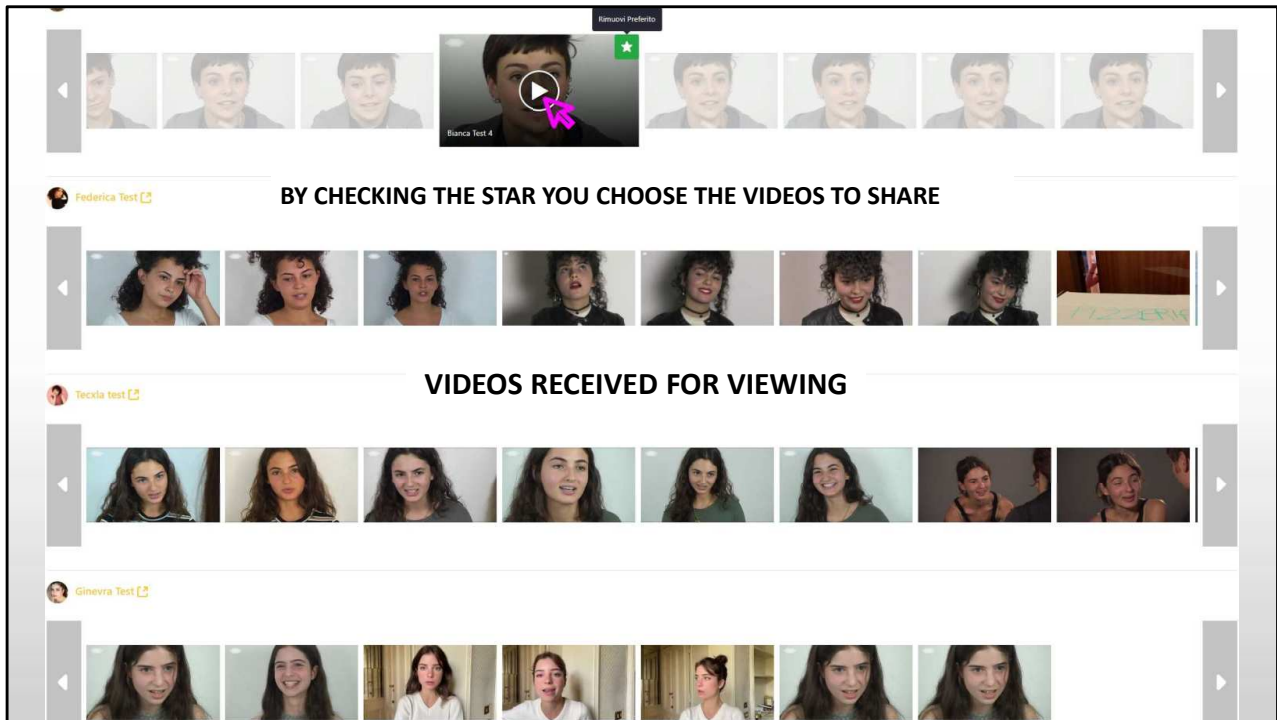 Rimuovi Preferito
Bianca Test 4
Federica Test
BY CHECKING THE STAR YOU CHOOSE THE VIDEOS TO SHARE
PIZZERIA
VIDEOS RECEIVED FOR VIEWING
Tecxla test
Ginevra Test